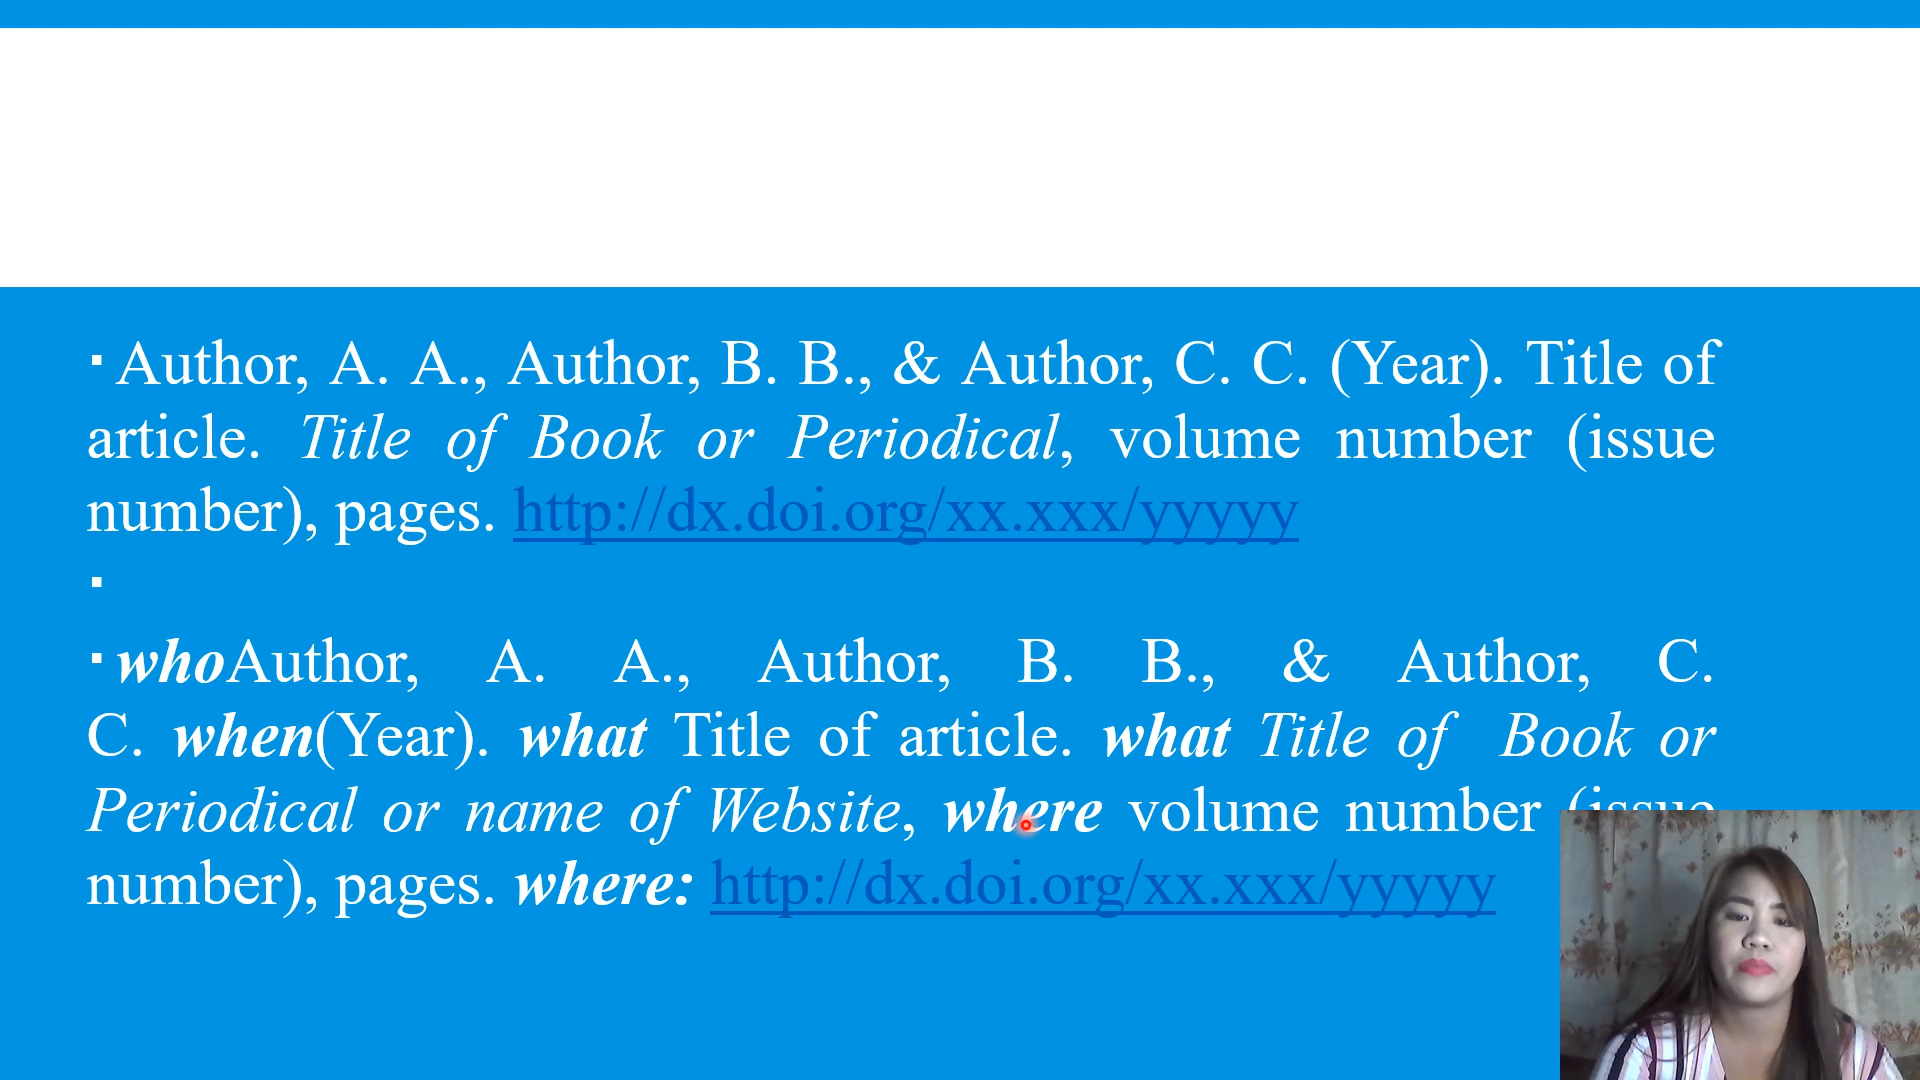 ▪ Author, A. A., Author, B. B., & Author, C. C. (Year). Title of
article. Title of Book or Periodical, volume number (issue
number), pages. http://dx.doi.org/xx.xxx/yyyyy
▪
▪ whoAuthor, A. A., Author, B. B., & Author, C.
C. when(Year). what Title of article. what Title of Book or
Periodical or name of Website, where volume number (issue
number), pages. where: http://dx.doi.org/xx.xxx/yyyyy